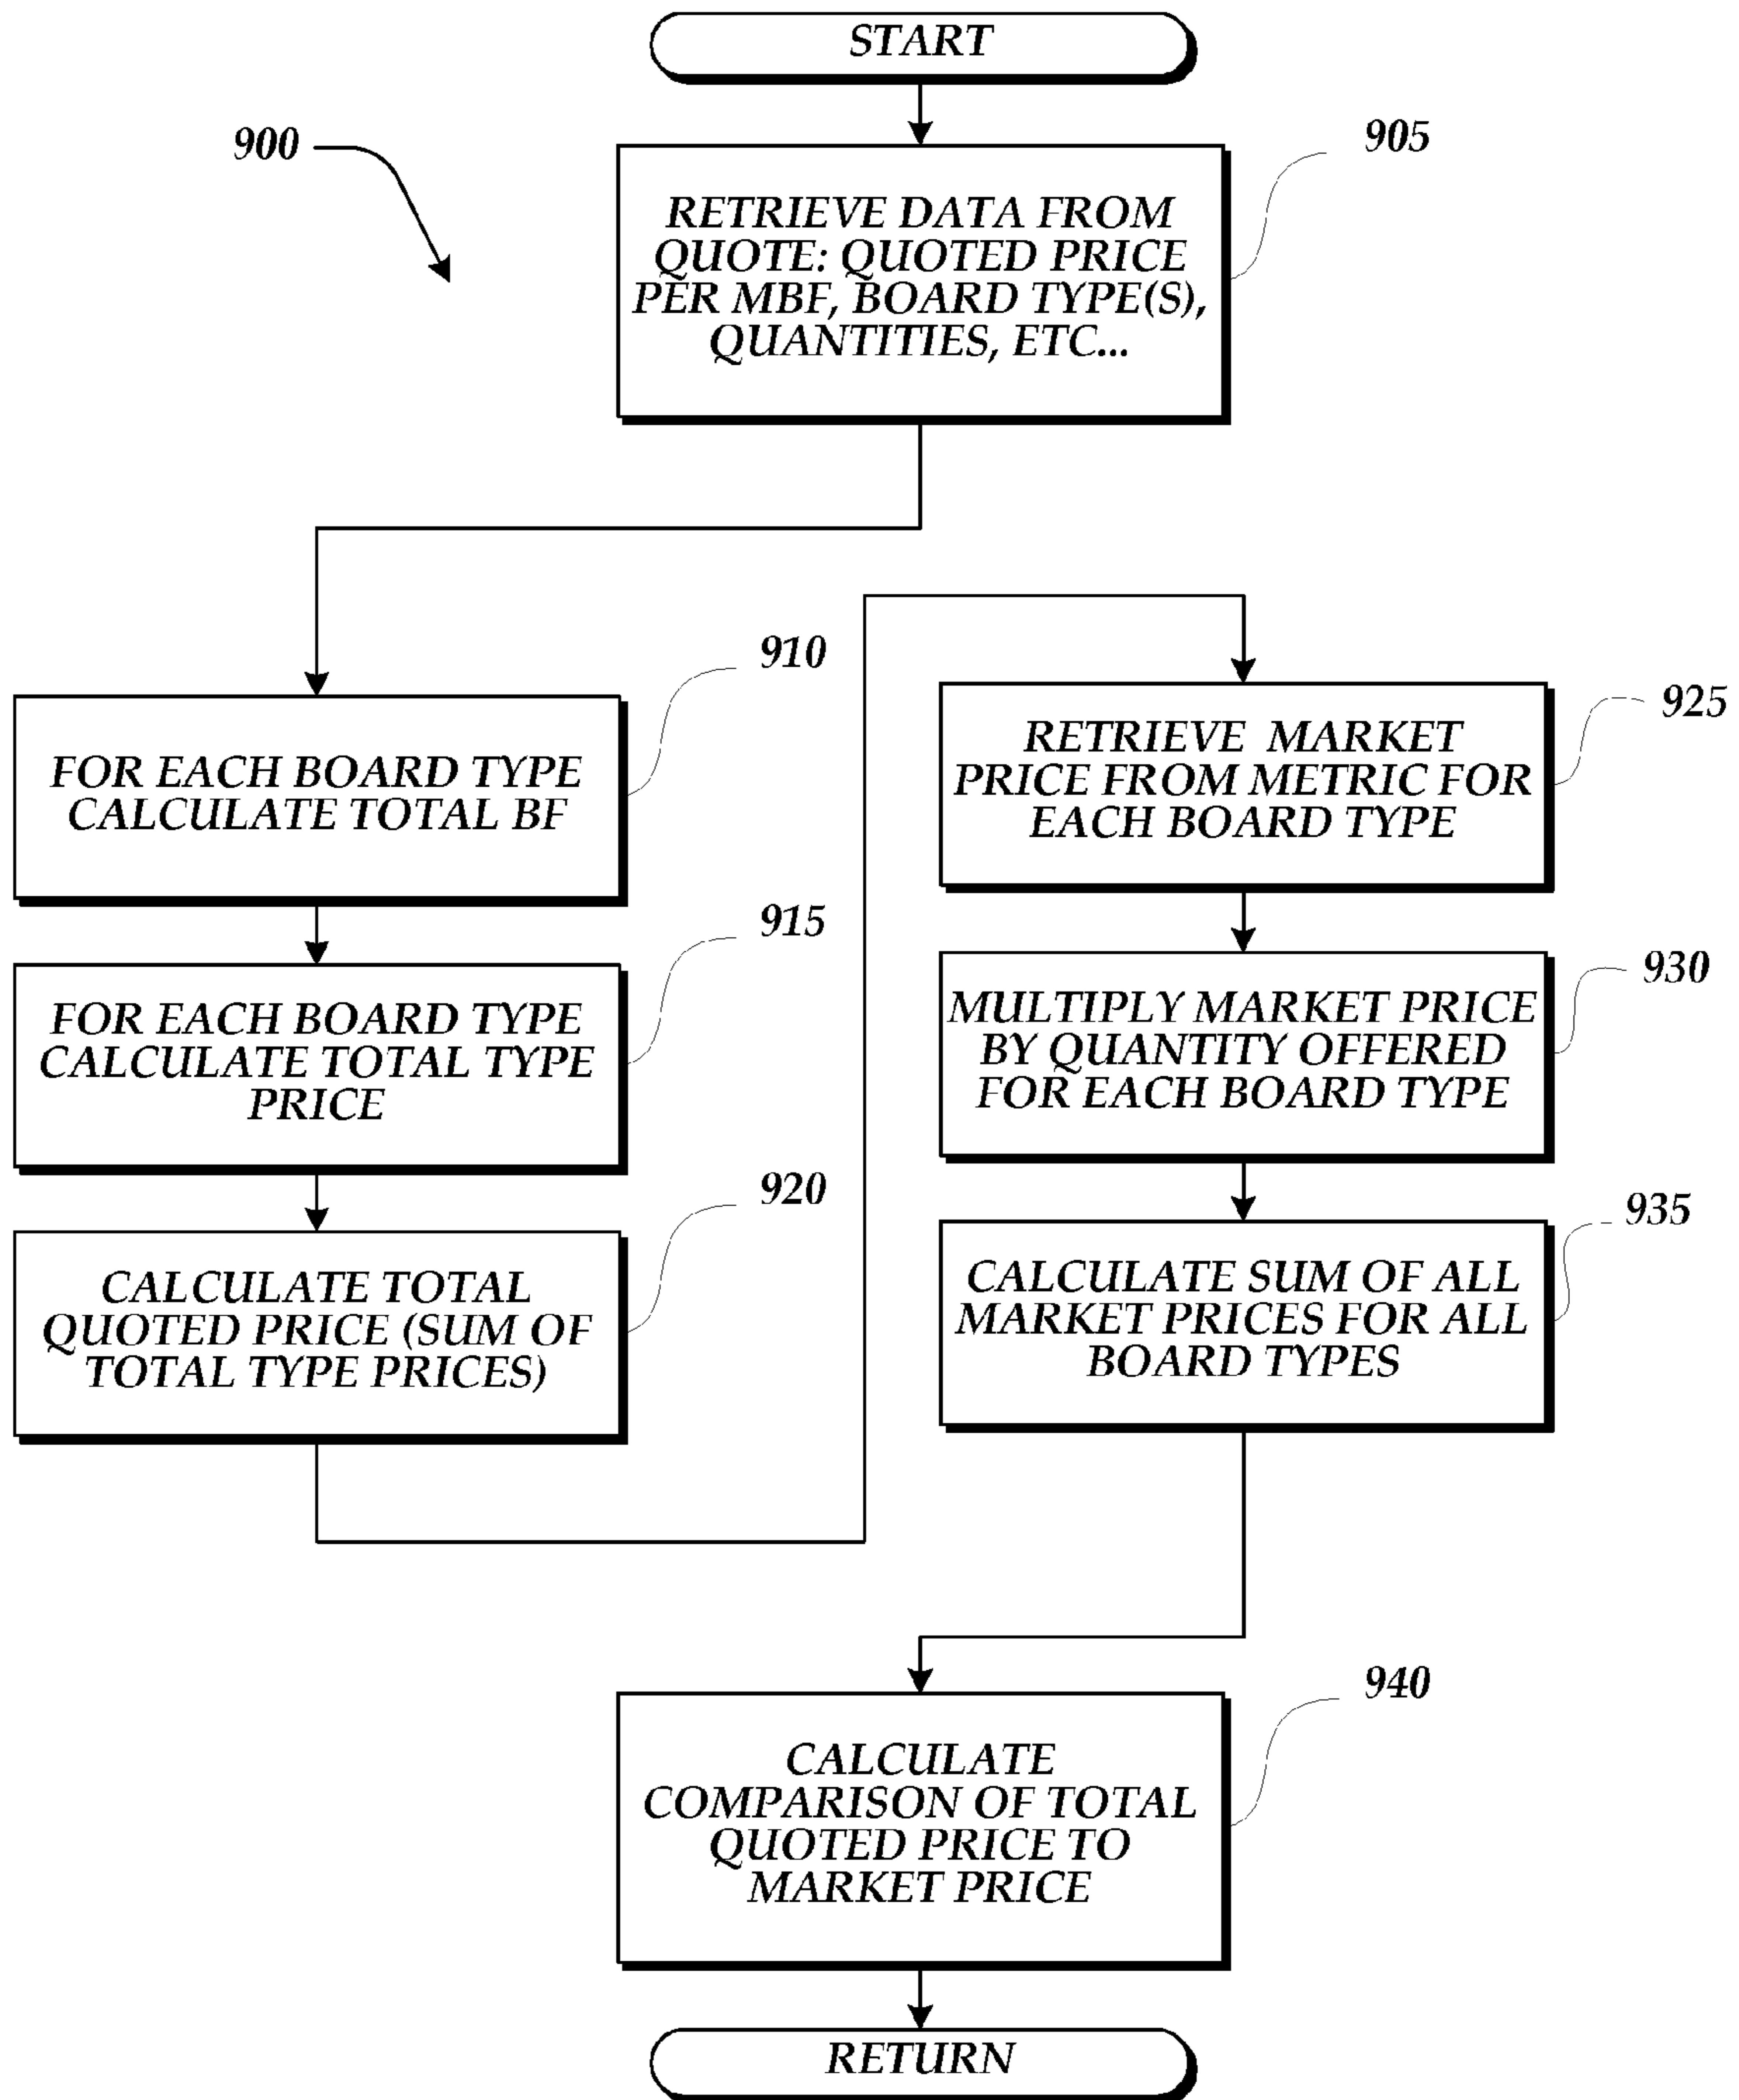 START
900
905
RETRIEVE DATA FROM
QUOTE: QUOTED PRICE
PER MBF, BOARD TYPE(S),
QUANTITIES, ETC...
910
FOR EACH BOARD TYPE
CALCULATE TOTAL BF
915
FOR EACH BOARD TYPE
CALCULATE TOTAL TYPE
PRICE
920
CALCULATE TOTAL
QUOTED PRICE (SUM OF
TOTAL TYPE PRICES)
925
RETRIEVE MARKET
PRICE FROM METRIC FOR
EACH BOARD TYPE
930
MULTIPLY MARKET PRICE
BY QUANTITY OFFERED
FOR EACH BOARD TYPE
935
CALCULATE SUM OF ALL
MARKET PRICES FOR ALL
BOARD TYPES
940
CALCULATE
COMPARISON OF TOTAL
QUOTED PRICE TO
MARKET PRICE
RETURN